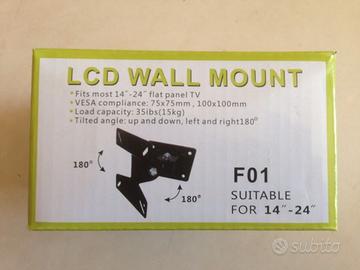 LCD WALL MOUNT
•Fits most 14"-24" flat panel TV
•VESA compliance: 75x75mm , 100x100mm
•Load capacity: 35lbs(15kg)
•Tilted angle: up and down, left and right180°
180°
180°
F01
SUITABLE
FOR 14"-24"
subito